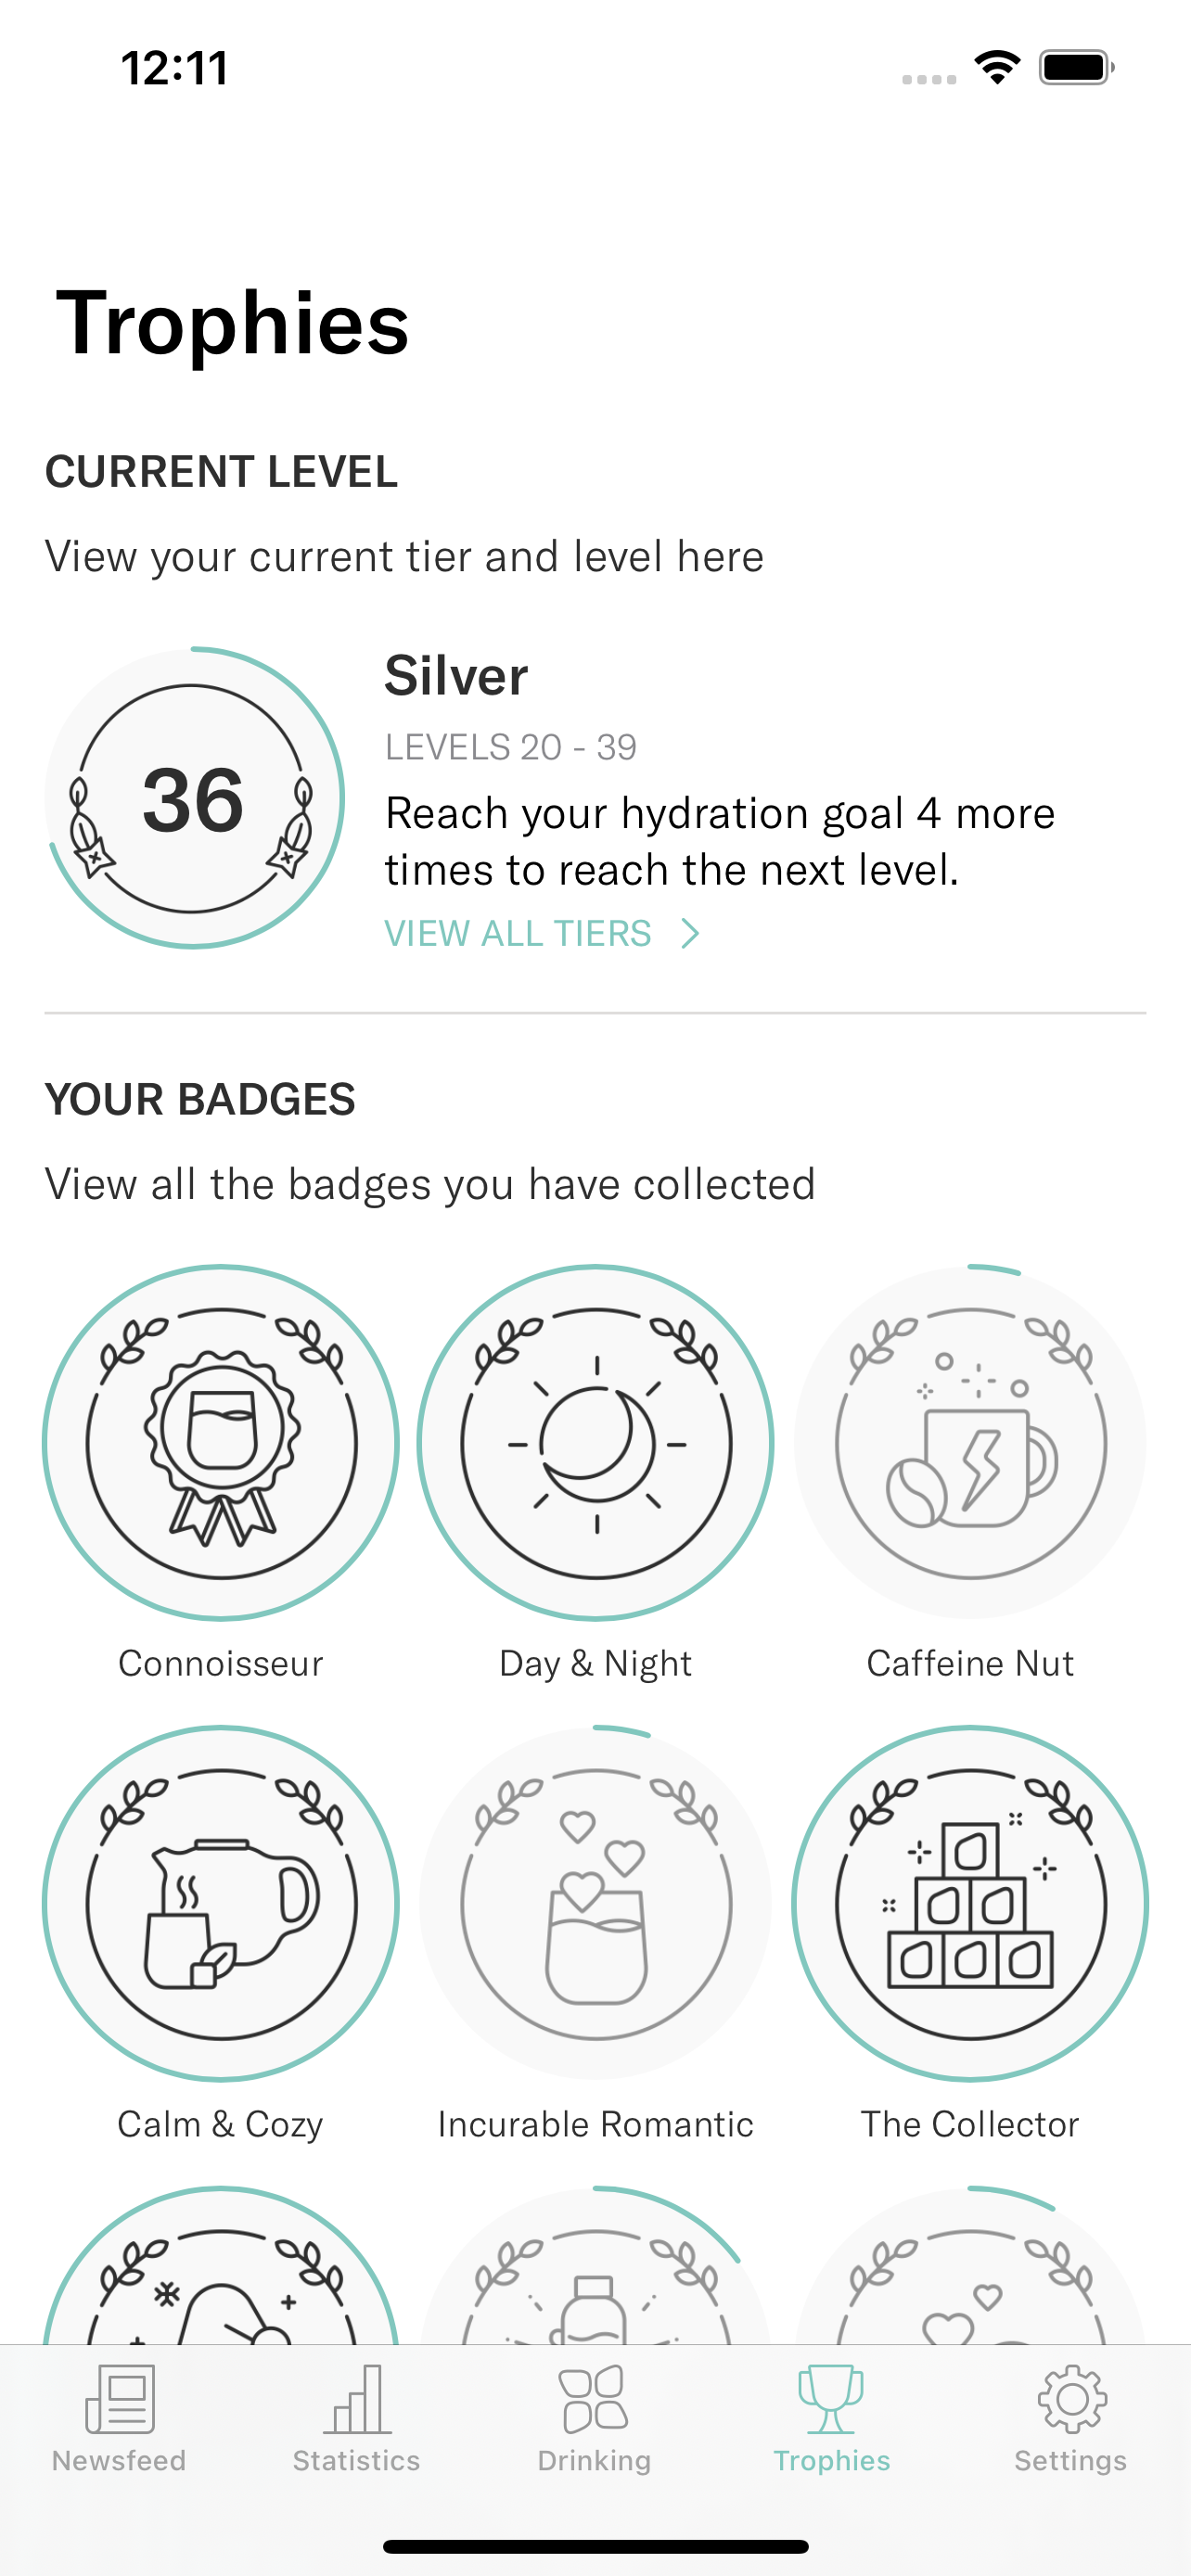 12:11
Trophies
CURRENT LEVEL
View your current tier and level here
36
Silver
LEVELS 20 - 39
Reach your hydration goal 4 more
times to reach the next level.
VIEW ALL TIERS
YOUR BADGES
View all the badges you have collected
Connoisseur
Day & Night
Caffeine Nut
Calm & Cozy
Incurable Romantic
The Collector
Newsfeed
Statistics
Drinking
Trophies
Settings